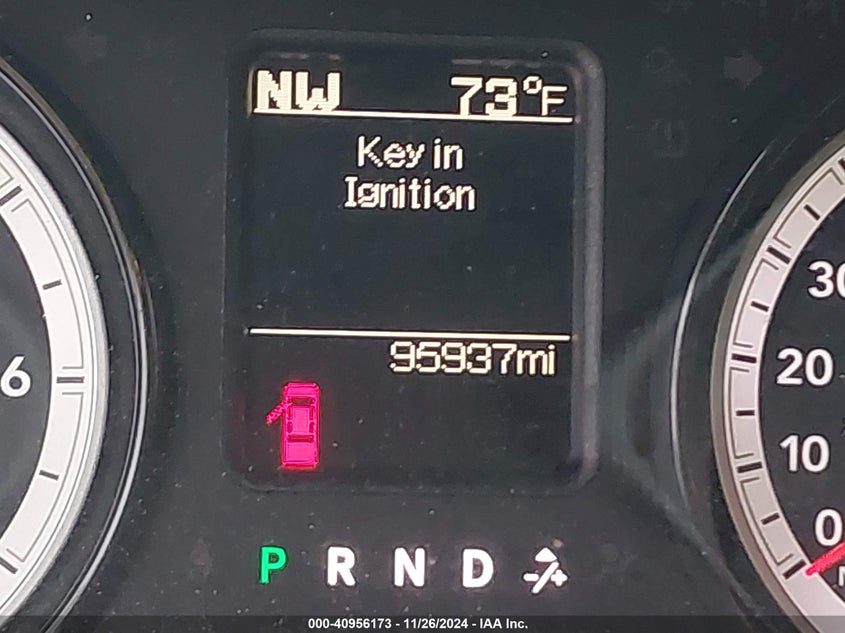 NW 73°F
Key in
Ignition
95937mi
6
30
20
10
0
P R N D -/+
000-40956173 - 11/26/2024 - IAA Inc.